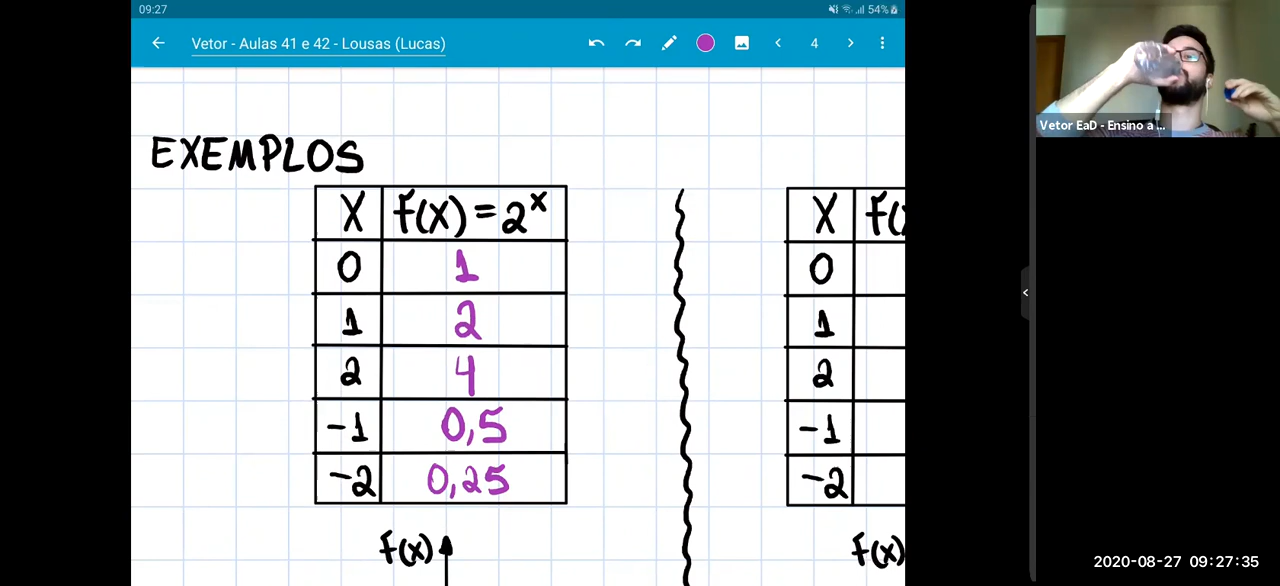 09:27
54%
Vetor - Aulas 41 e 42 - Lousas (Lucas)
4
Vetor EaD - Ensino a ...
EXEMPLOS
X f(x) = 2^x
0 1
1 2
2 4
-1 0,5
-2 0,25
f(x)
X f(
0
1
2
-1
-2
f(x)
2020-08-27 09:27:35